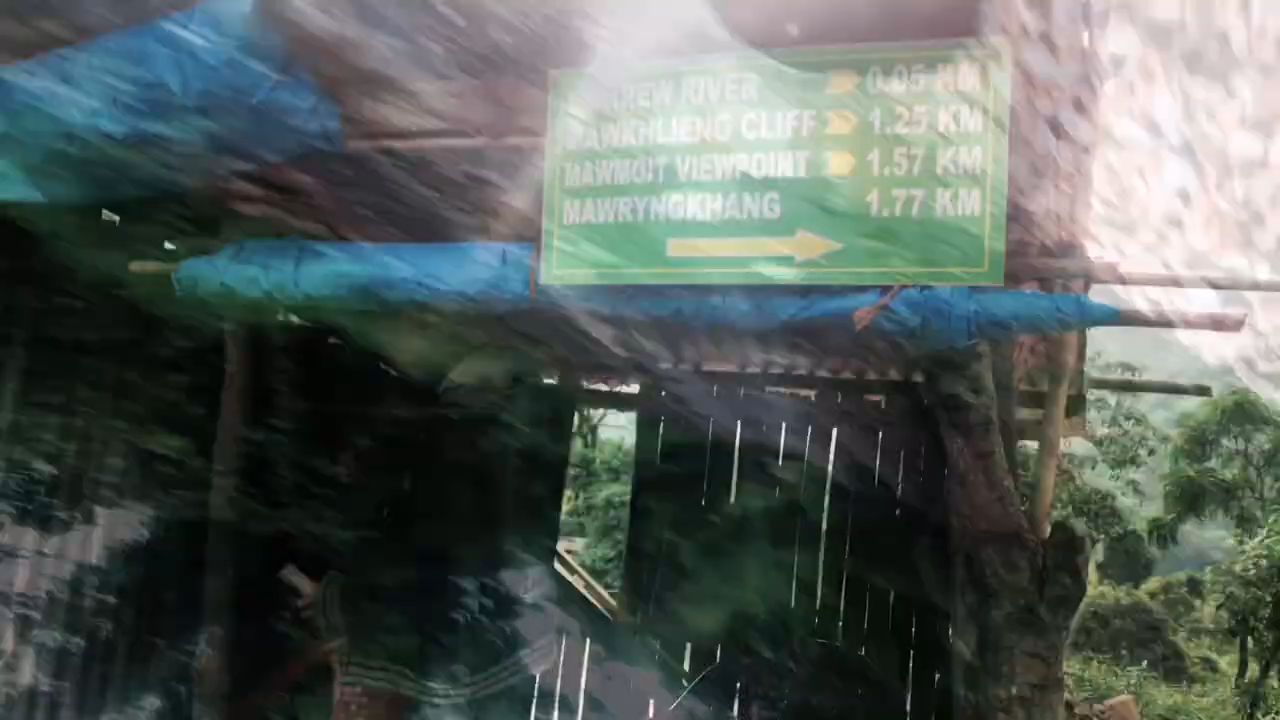 RIVER 0.05 KM
MAWKHLIENG CLIFF 1.25 KM
MAWMOIT VIEWPOINT 1.57 KM
MAWRYNGKHANG 1.77 KM